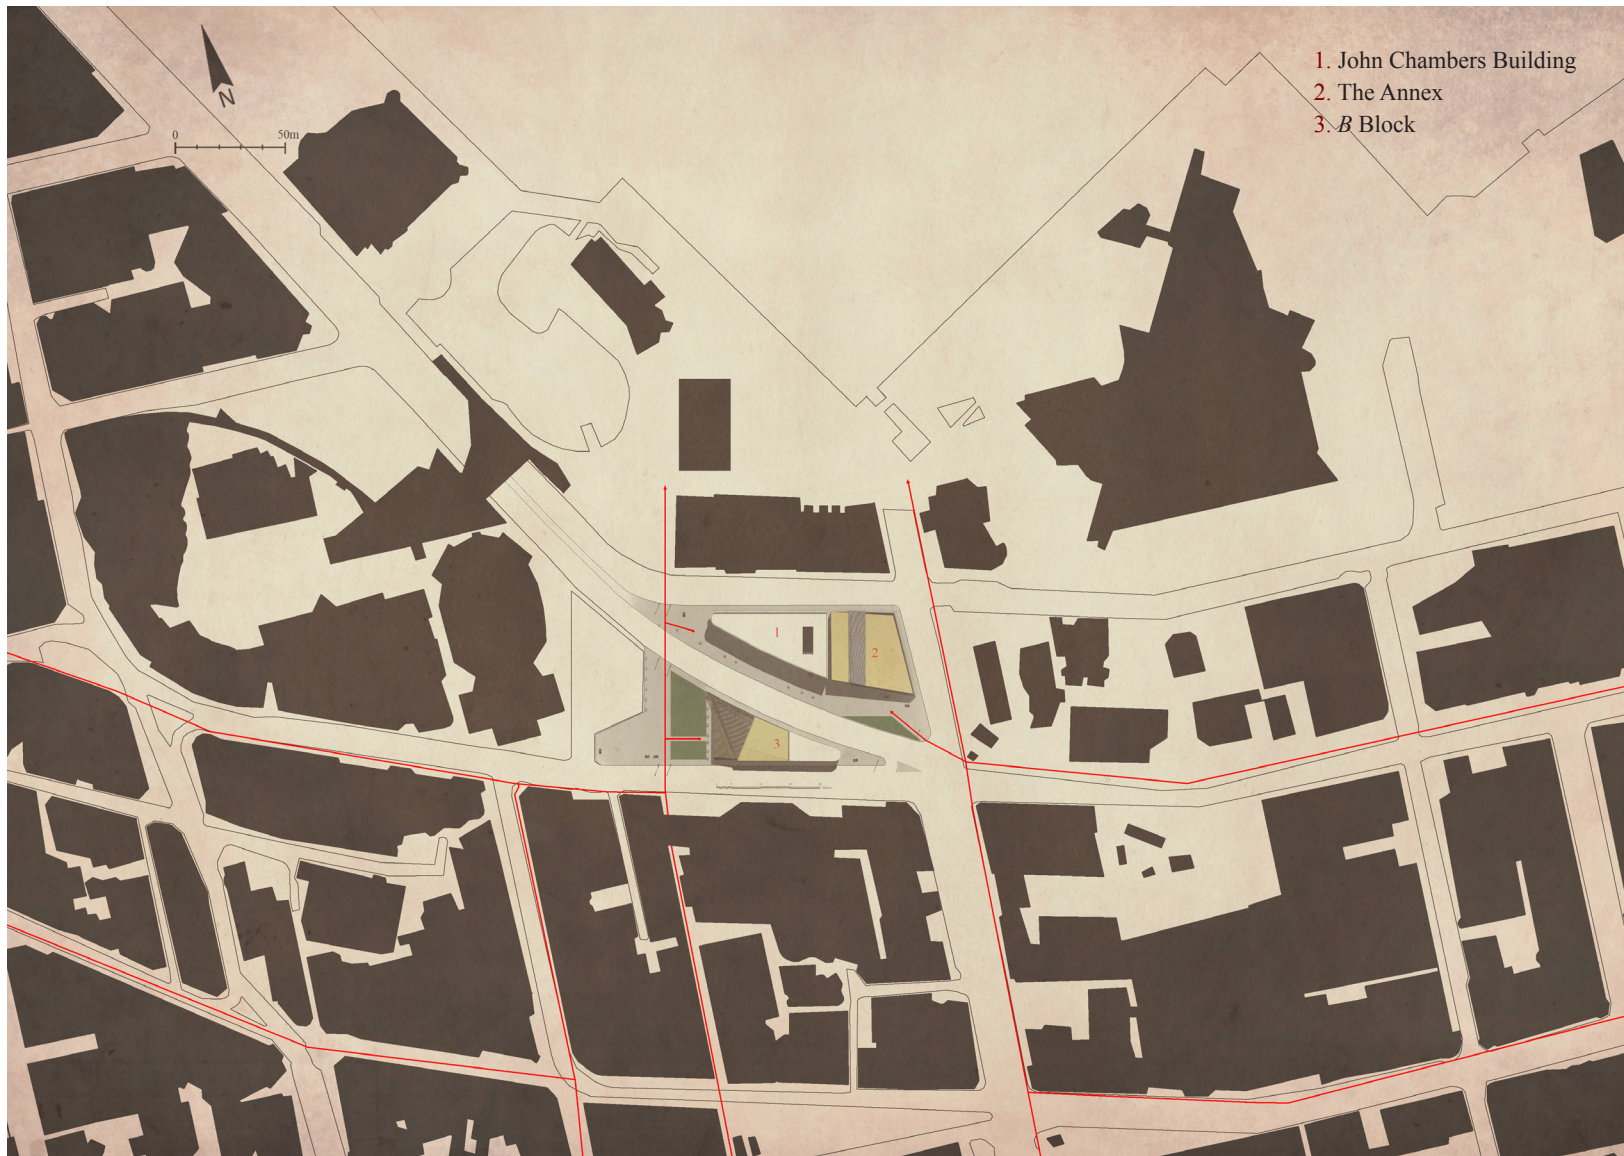 1. John Chambers Building
2. The Annex
3. B Block
N
0 50m
1
2
3